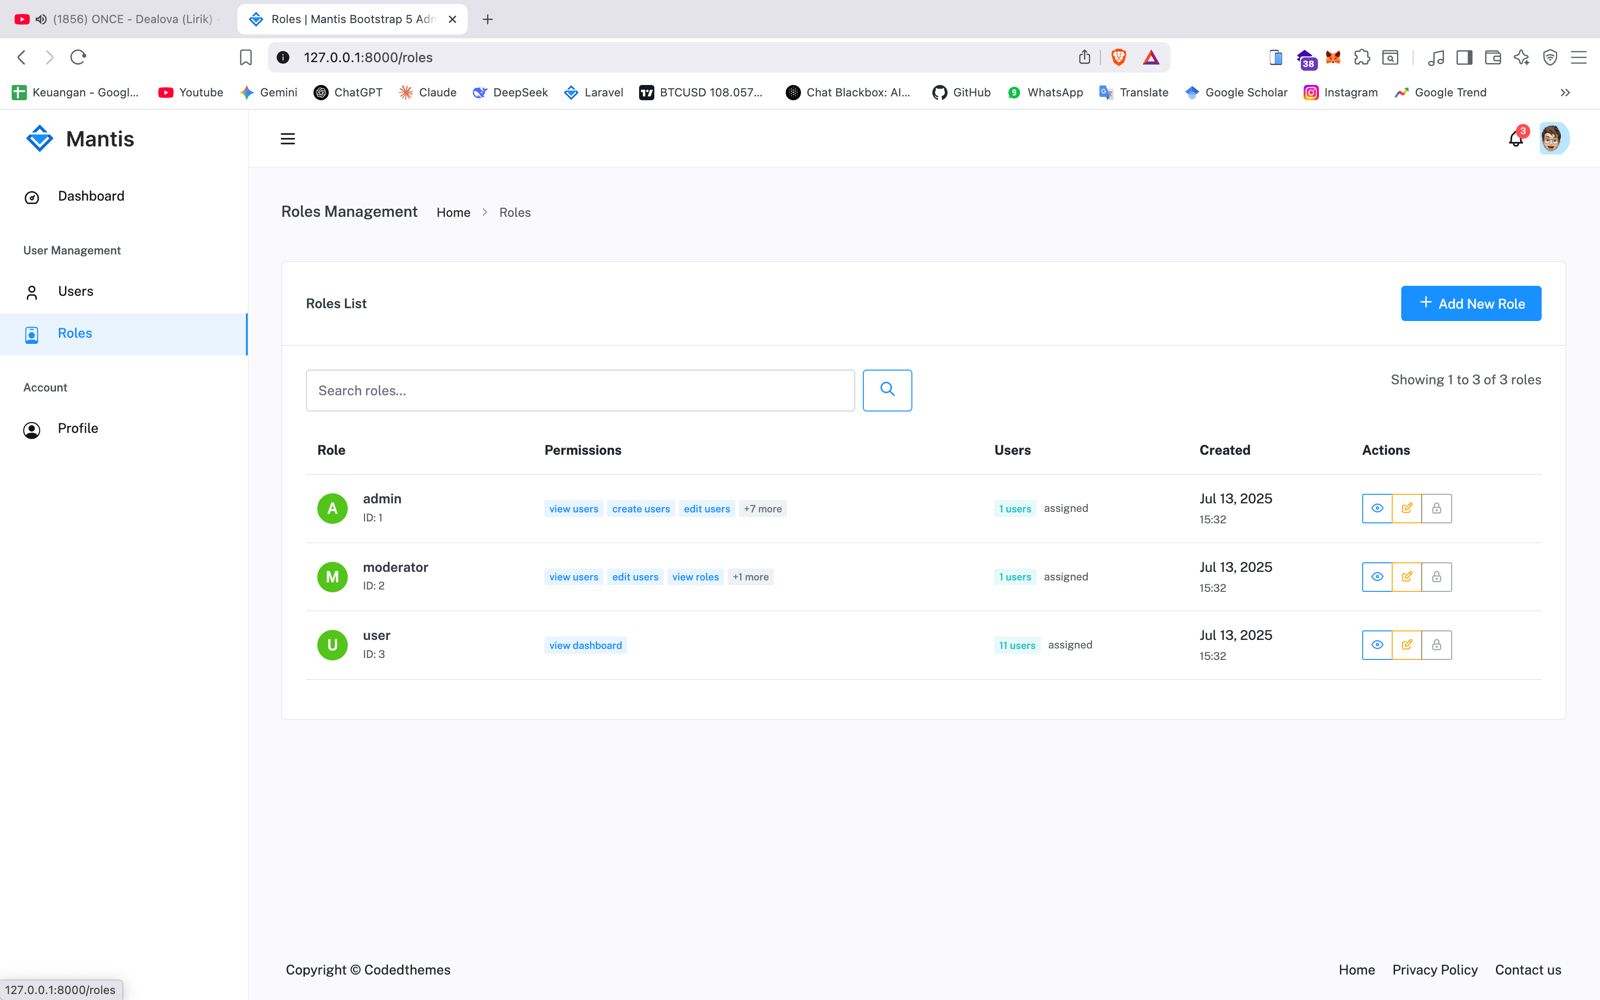 (1856) ONCE - Dealova (Lirik)
Roles | Mantis Bootstrap 5 Adm
127.0.0.1:8000/roles
38
Keuangan - Googl... Youtube Gemini ChatGPT Claude DeepSeek Laravel BTCUSD 108.057... Chat Blackbox: AI... GitHub WhatsApp Translate Google Scholar Instagram Google Trend
Mantis
3
Dashboard
User Management
Users
Roles
Account
Profile
Roles Management Home > Roles
Roles List
+ Add New Role
Search roles...
Showing 1 to 3 of 3 roles
Role Permissions Users Created Actions
A admin view users create users edit users +7 more 1 users assigned Jul 13, 2025
ID: 1 15:32
M moderator view users edit users view roles +1 more 1 users assigned Jul 13, 2025
ID: 2 15:32
U user view dashboard 11 users assigned Jul 13, 2025
ID: 3 15:32
Copyright © Codedthemes
Home Privacy Policy Contact us
127.0.0.1:8000/roles